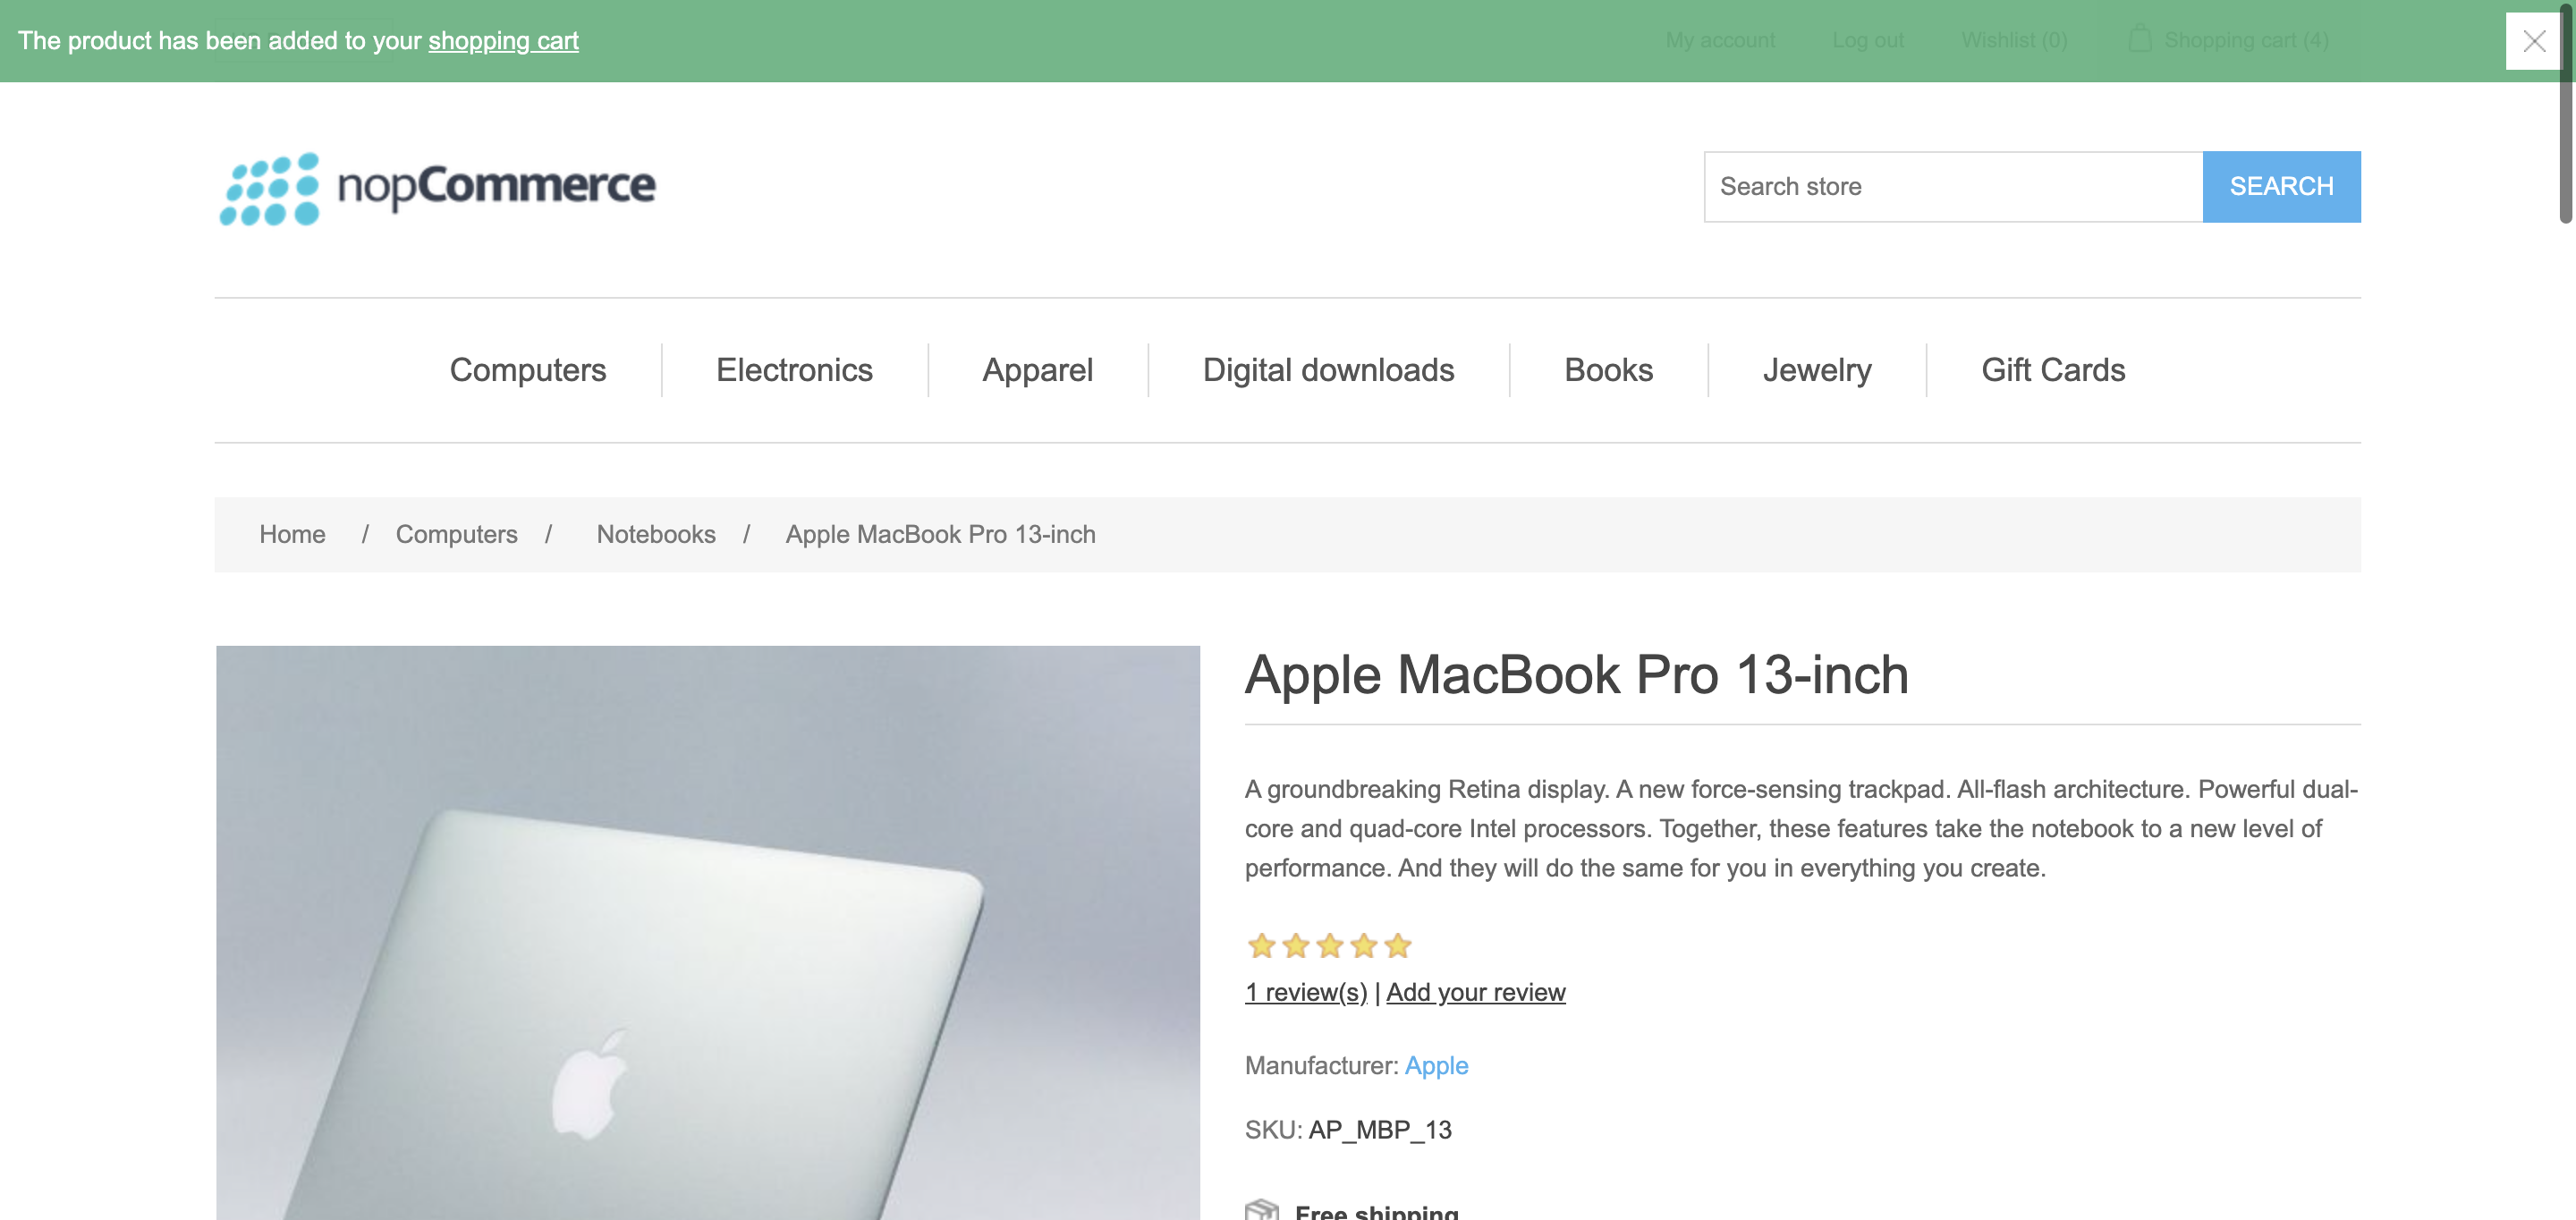 The product has been added to your shopping cart
My account Log out Wishlist (0) Shopping cart (4)
nopCommerce
Search store SEARCH
Computers Electronics Apparel Digital downloads Books Jewelry Gift Cards
Home / Computers / Notebooks / Apple MacBook Pro 13-inch
Apple MacBook Pro 13-inch
A groundbreaking Retina display. A new force-sensing trackpad. All-flash architecture. Powerful dual-
core and quad-core Intel processors. Together, these features take the notebook to a new level of
performance. And they will do the same for you in everything you create.
1 review(s) | Add your review
Manufacturer: Apple
SKU: AP_MBP_13
Free shipping